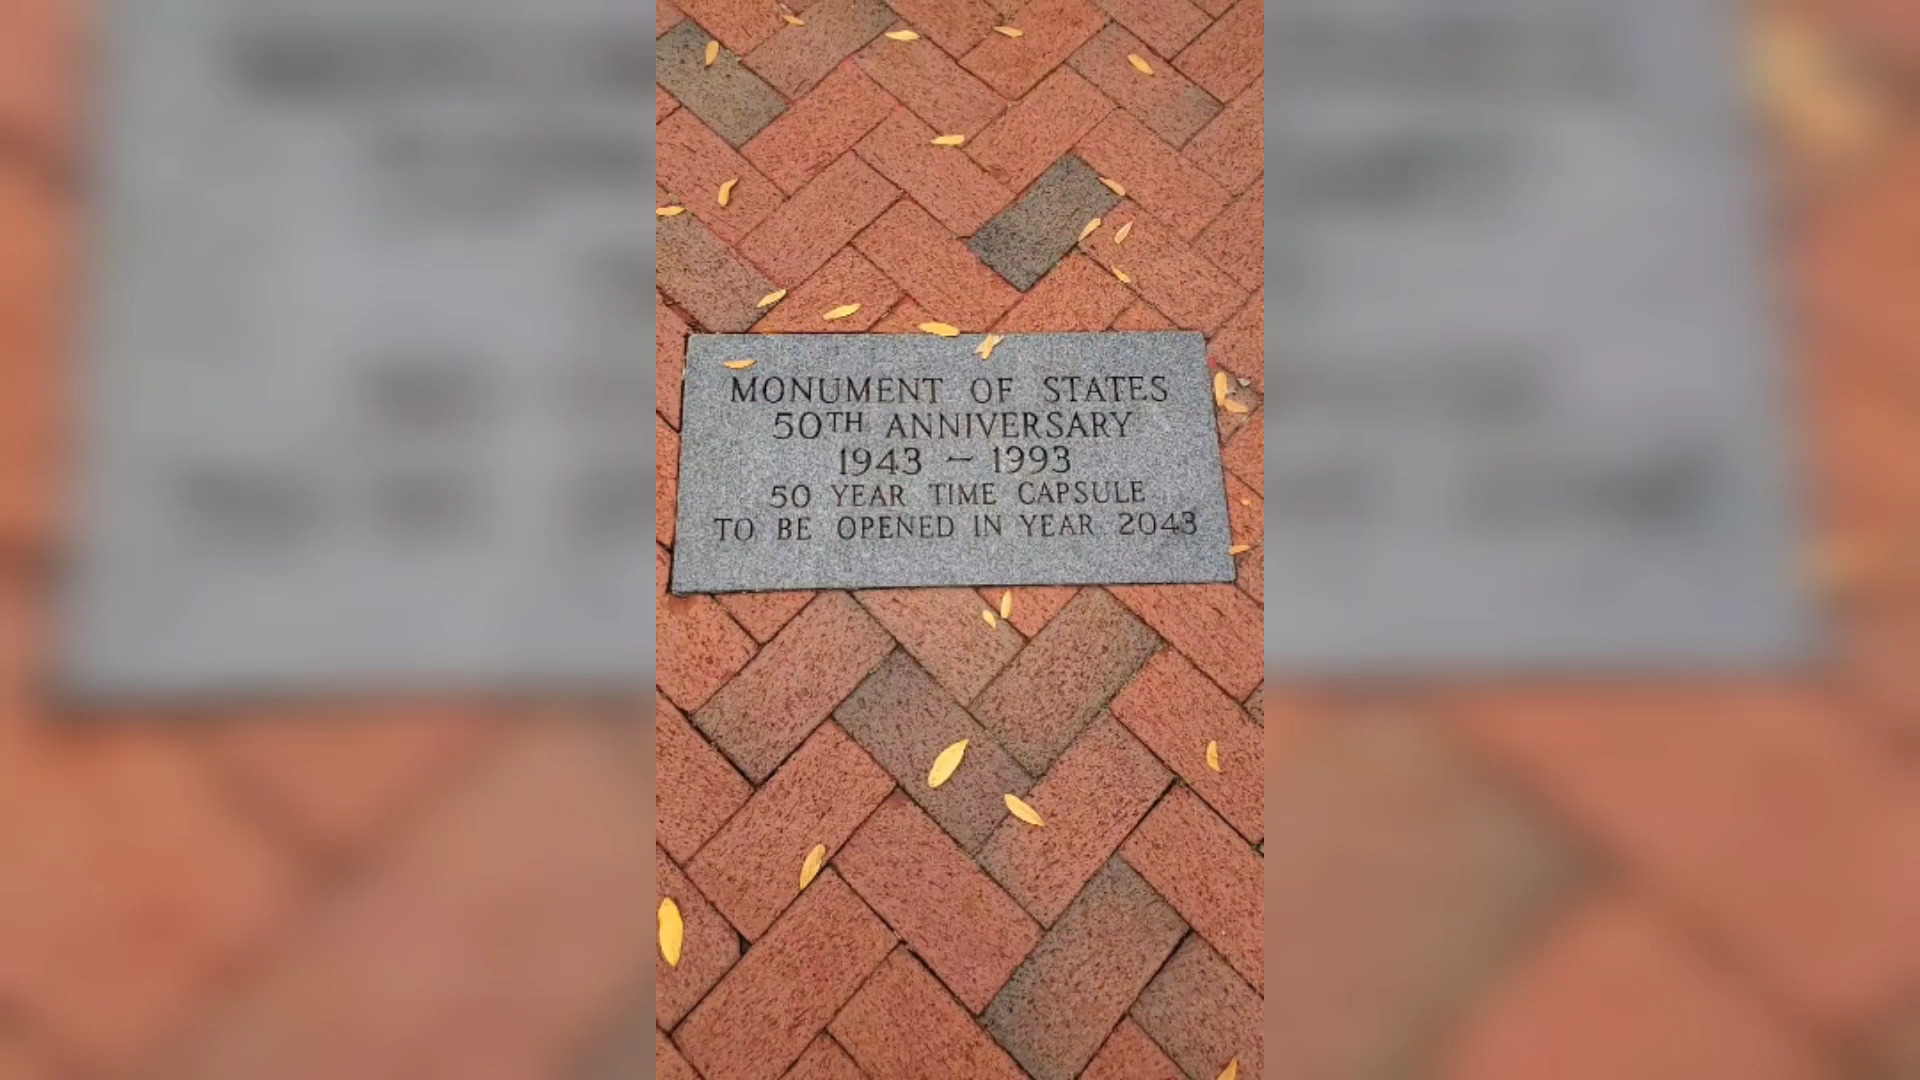 MONUMENT OF STATES
50TH ANNIVERSARY
1943 – 1993
50 YEAR TIME CAPSULE
TO BE OPENED IN YEAR 2043